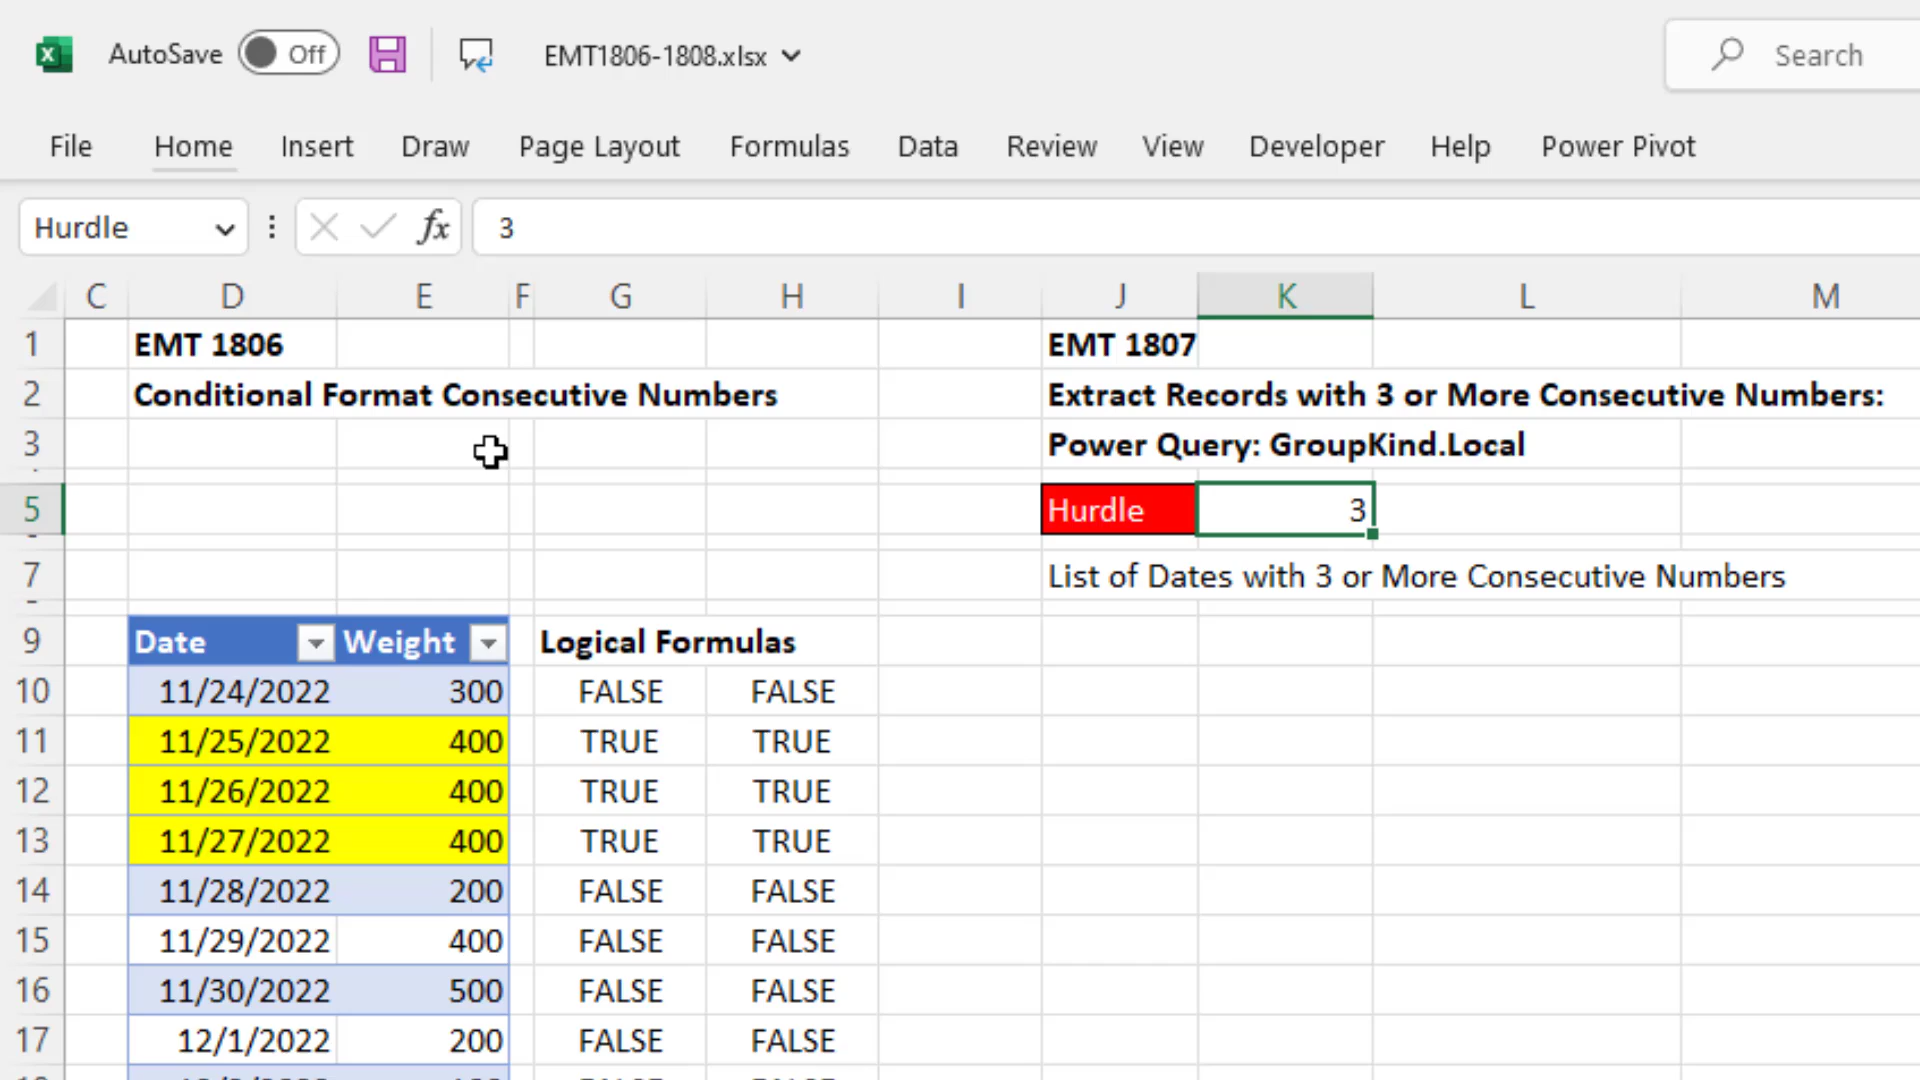 AutoSave Off EMT1806-1808.xlsx Search
File Home Insert Draw Page Layout Formulas Data Review View Developer Help Power Pivot
Hurdle fx 3
C D E F G H I J K L M
1 EMT 1806 EMT 1807
2 Conditional Format Consecutive Numbers Extract Records with 3 or More Consecutive Numbers:
3 Power Query: GroupKind.Local
5 Hurdle 3
7 List of Dates with 3 or More Consecutive Numbers
9 Date Weight Logical Formulas
10 11/24/2022 300 FALSE FALSE
11 11/25/2022 400 TRUE TRUE
12 11/26/2022 400 TRUE TRUE
13 11/27/2022 400 TRUE TRUE
14 11/28/2022 200 FALSE FALSE
15 11/29/2022 400 FALSE FALSE
16 11/30/2022 500 FALSE FALSE
17 12/1/2022 200 FALSE FALSE